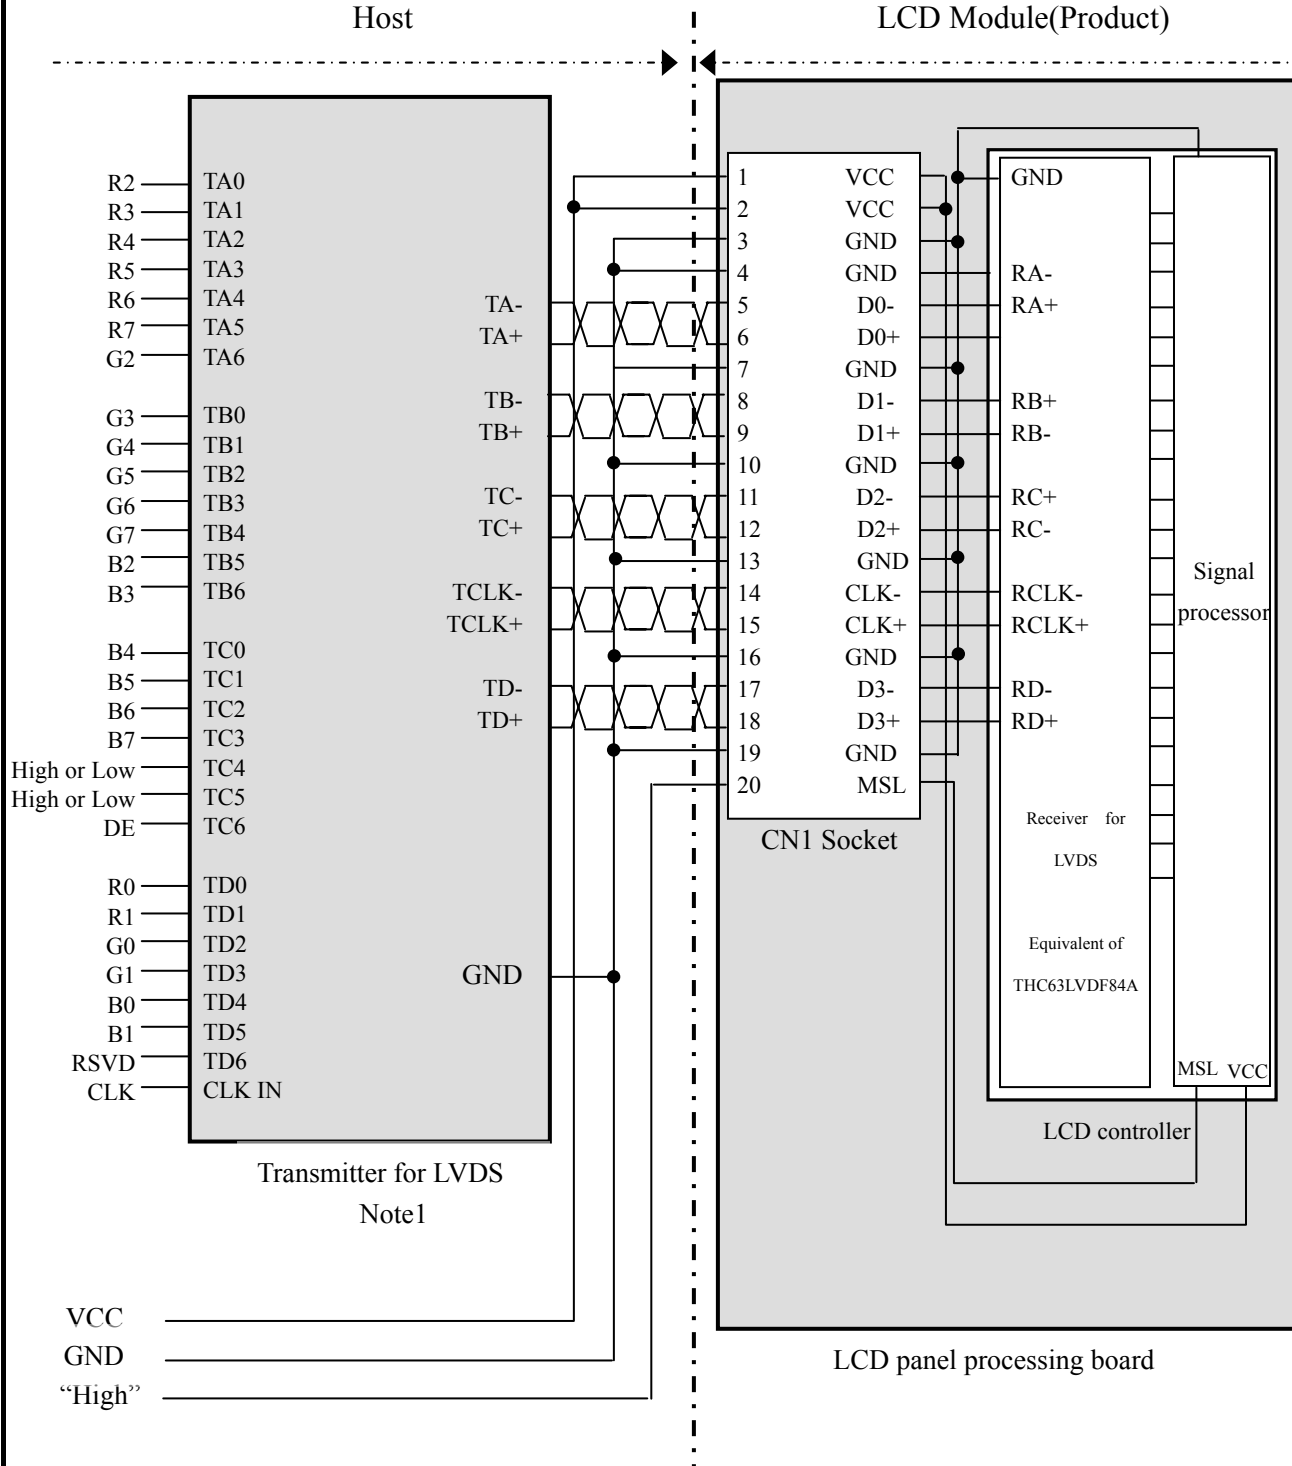 Host
LCD Module(Product)
R2 TA0
R3 TA1
R4 TA2
R5 TA3
R6 TA4
R7 TA5
G2 TA6
G3 TB0
G4 TB1
G5 TB2
G6 TB3
G7 TB4
B2 TB5
B3 TB6
B4 TC0
B5 TC1
B6 TC2
B7 TC3
High or Low TC4
High or Low TC5
DE TC6
R0 TD0
R1 TD1
G0 TD2
G1 TD3
B0 TD4
B1 TD5
RSVD TD6
CLK CLK IN
TA-
TA+
TB-
TB+
TC-
TC+
TCLK-
TCLK+
TD-
TD+
GND
Transmitter for LVDS
Note1
VCC
GND
“High”
1 VCC
2 VCC
3 GND
4 GND
5 D0-
6 D0+
7 GND
8 D1-
9 D1+
10 GND
11 D2-
12 D2+
13 GND
14 CLK-
15 CLK+
16 GND
17 D3-
18 D3+
19 GND
20 MSL
CN1 Socket
GND
RA-
RA+
RB+
RB-
RC+
RC-
RCLK-
RCLK+
RD-
RD+
Receiver for
LVDS
Equivalent of
THC63LVDF84A
Signal
processor
MSL VCC
LCD controller
LCD panel processing board